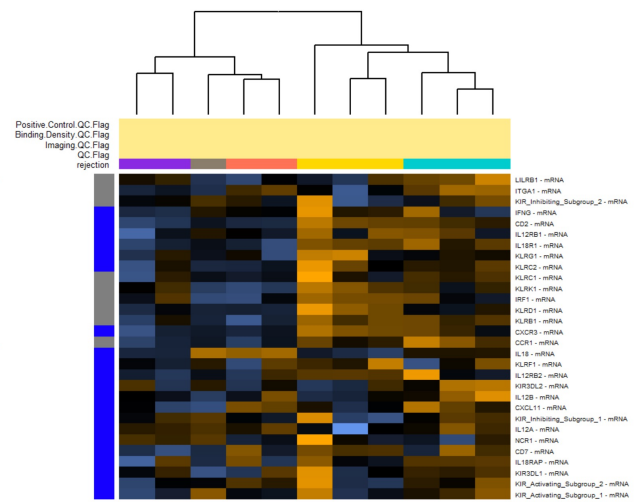 Positive.Control.QC.Flag
Binding.Density.QC.Flag
Imaging.QC.Flag
QC.Flag
rejection
LILRB1 - mRNA
ITGA1 - mRNA
KIR_Inhibiting_Subgroup_2 - mRNA
IFNG - mRNA
CD2 - mRNA
IL12RB1 - mRNA
IL18R1 - mRNA
KLRG1 - mRNA
KLRC2 - mRNA
KLRC1 - mRNA
KLRK1 - mRNA
IRF1 - mRNA
KLRD1 - mRNA
KLRB1 - mRNA
CXCR3 - mRNA
CCR1 - mRNA
IL18 - mRNA
KLRF1 - mRNA
IL12RB2 - mRNA
KIR3DL2 - mRNA
IL12B - mRNA
CXCL11 - mRNA
KIR_Inhibiting_Subgroup_1 - mRNA
IL12A - mRNA
NCR1 - mRNA
CD7 - mRNA
IL18RAP - mRNA
KIR3DL1 - mRNA
KIR_Activating_Subgroup_2 - mRNA
KIR_Activating_Subgroup_1 - mRNA